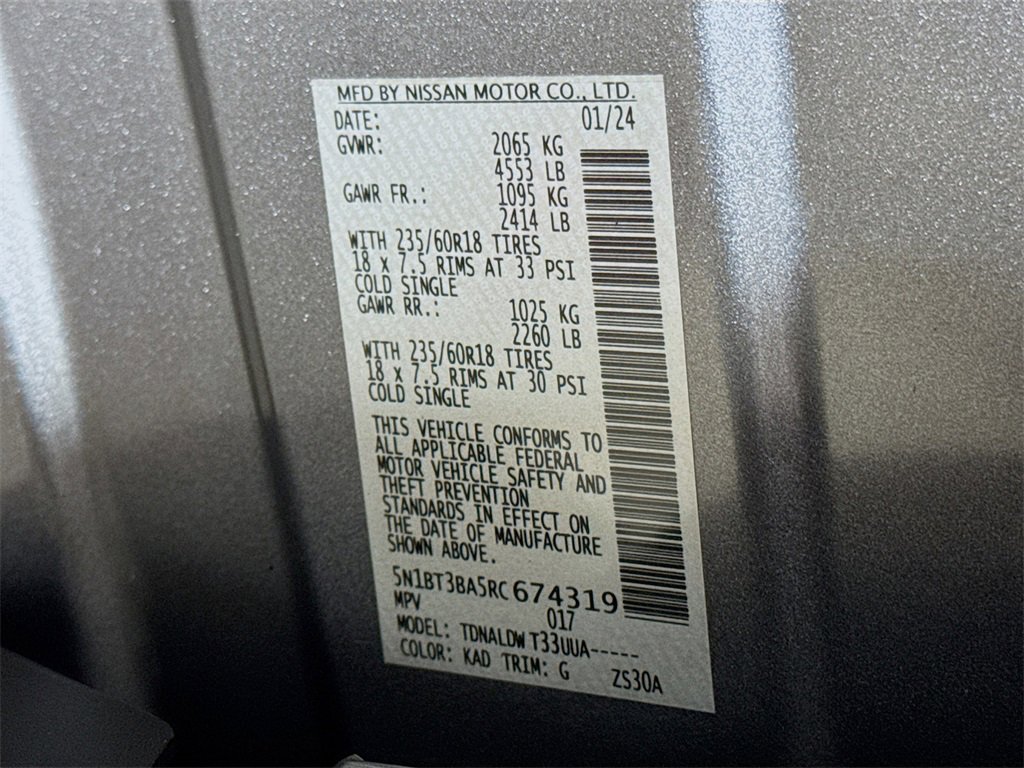 MFD BY NISSAN MOTOR CO., LTD.
DATE: 01/24
GVWR: 2065 KG
4553 LB
GAWR FR.: 1095 KG
2414 LB
WITH 235/60R18 TIRES
18 X 7.5 RIMS AT 33 PSI
COLD SINGLE
GAWR RR.: 1025 KG
2260 LB
WITH 235/60R18 TIRES
18 X 7.5 RIMS AT 30 PSI
COLD SINGLE
THIS VEHICLE CONFORMS TO
ALL APPLICABLE FEDERAL
MOTOR VEHICLE SAFETY AND
THEFT PREVENTION
STANDARDS IN EFFECT ON
THE DATE OF MANUFACTURE
SHOWN ABOVE.
5N1BT3BA5RC674319
MPV 017
MODEL: TDNALDW T33UUA-----
COLOR: KAD TRIM: G ZS30A